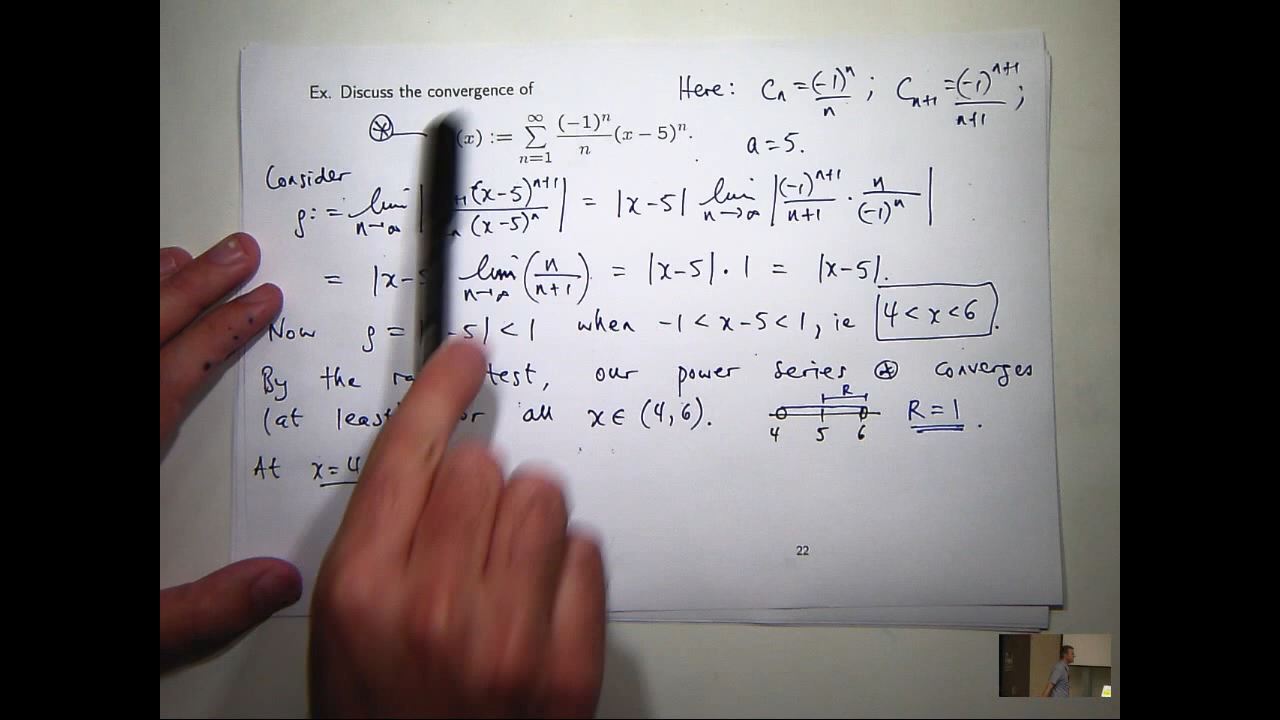 Ex. Discuss the convergence of
Here: Cₙ = (-1)ⁿ/n ; Cₙ₊₁ = (-1)ⁿ⁺¹/n+1 ;
⊛ (x) := ∑_{n=1}^{∞} (-1)ⁿ/n (x − 5)ⁿ.
a = 5.
Consider
ρ := lim_{n→∞} | (x-5)ⁿ⁺¹ / (x-5)ⁿ | = |x-5| lim_{n→∞} | (-1)ⁿ⁺¹/n+1 · n/(-1)ⁿ |
= |x- lim_{n→∞} (n/n+1) = |x-5| · 1 = |x-5|.
Now ρ = -5| < 1 when -1 < x-5 < 1, ie 4 < x < 6.
By the test, our power series ⊛ converges
(at least all x ∈ (4, 6). R R = 1.
4 5 6
At x = 4
22